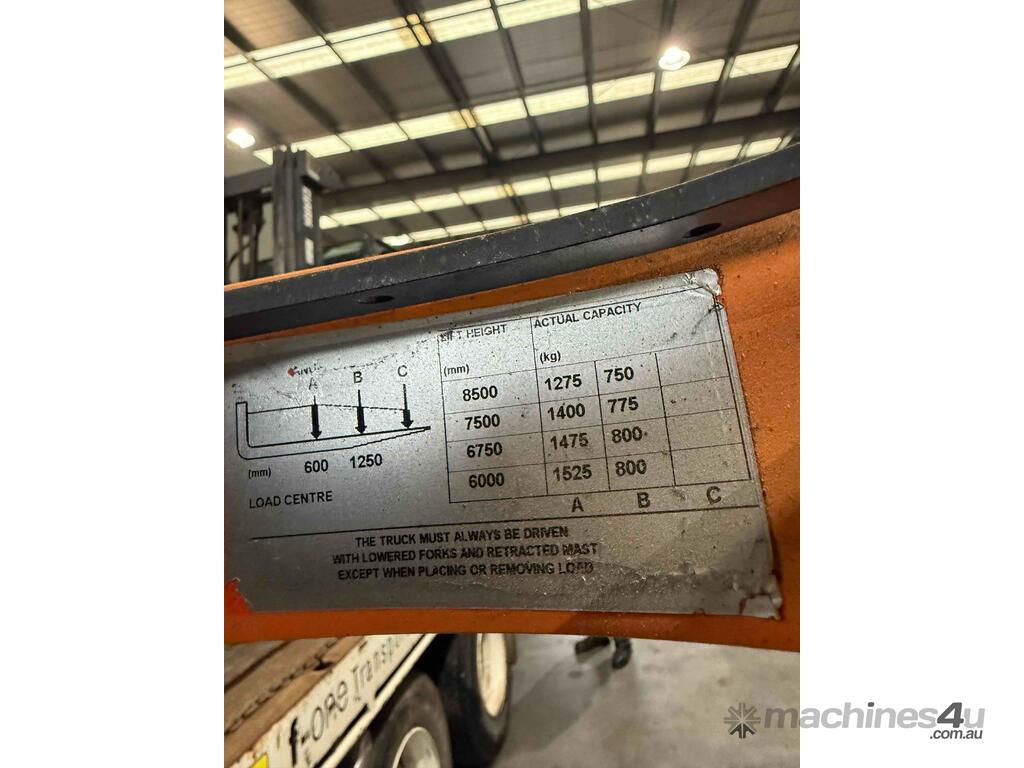 LIFT HEIGHT ACTUAL CAPACITY
(mm) (kg)
8500 1275 750
7500 1400 775
6750 1475 800
6000 1525 800
A B C
A B C
(mm) 600 1250
LOAD CENTRE
THE TRUCK MUST ALWAYS BE DRIVEN
WITH LOWERED FORKS AND RETRACTED MAST
EXCEPT WHEN PLACING OR REMOVING LOAD
f-one Transpo
machines4u
.com.au